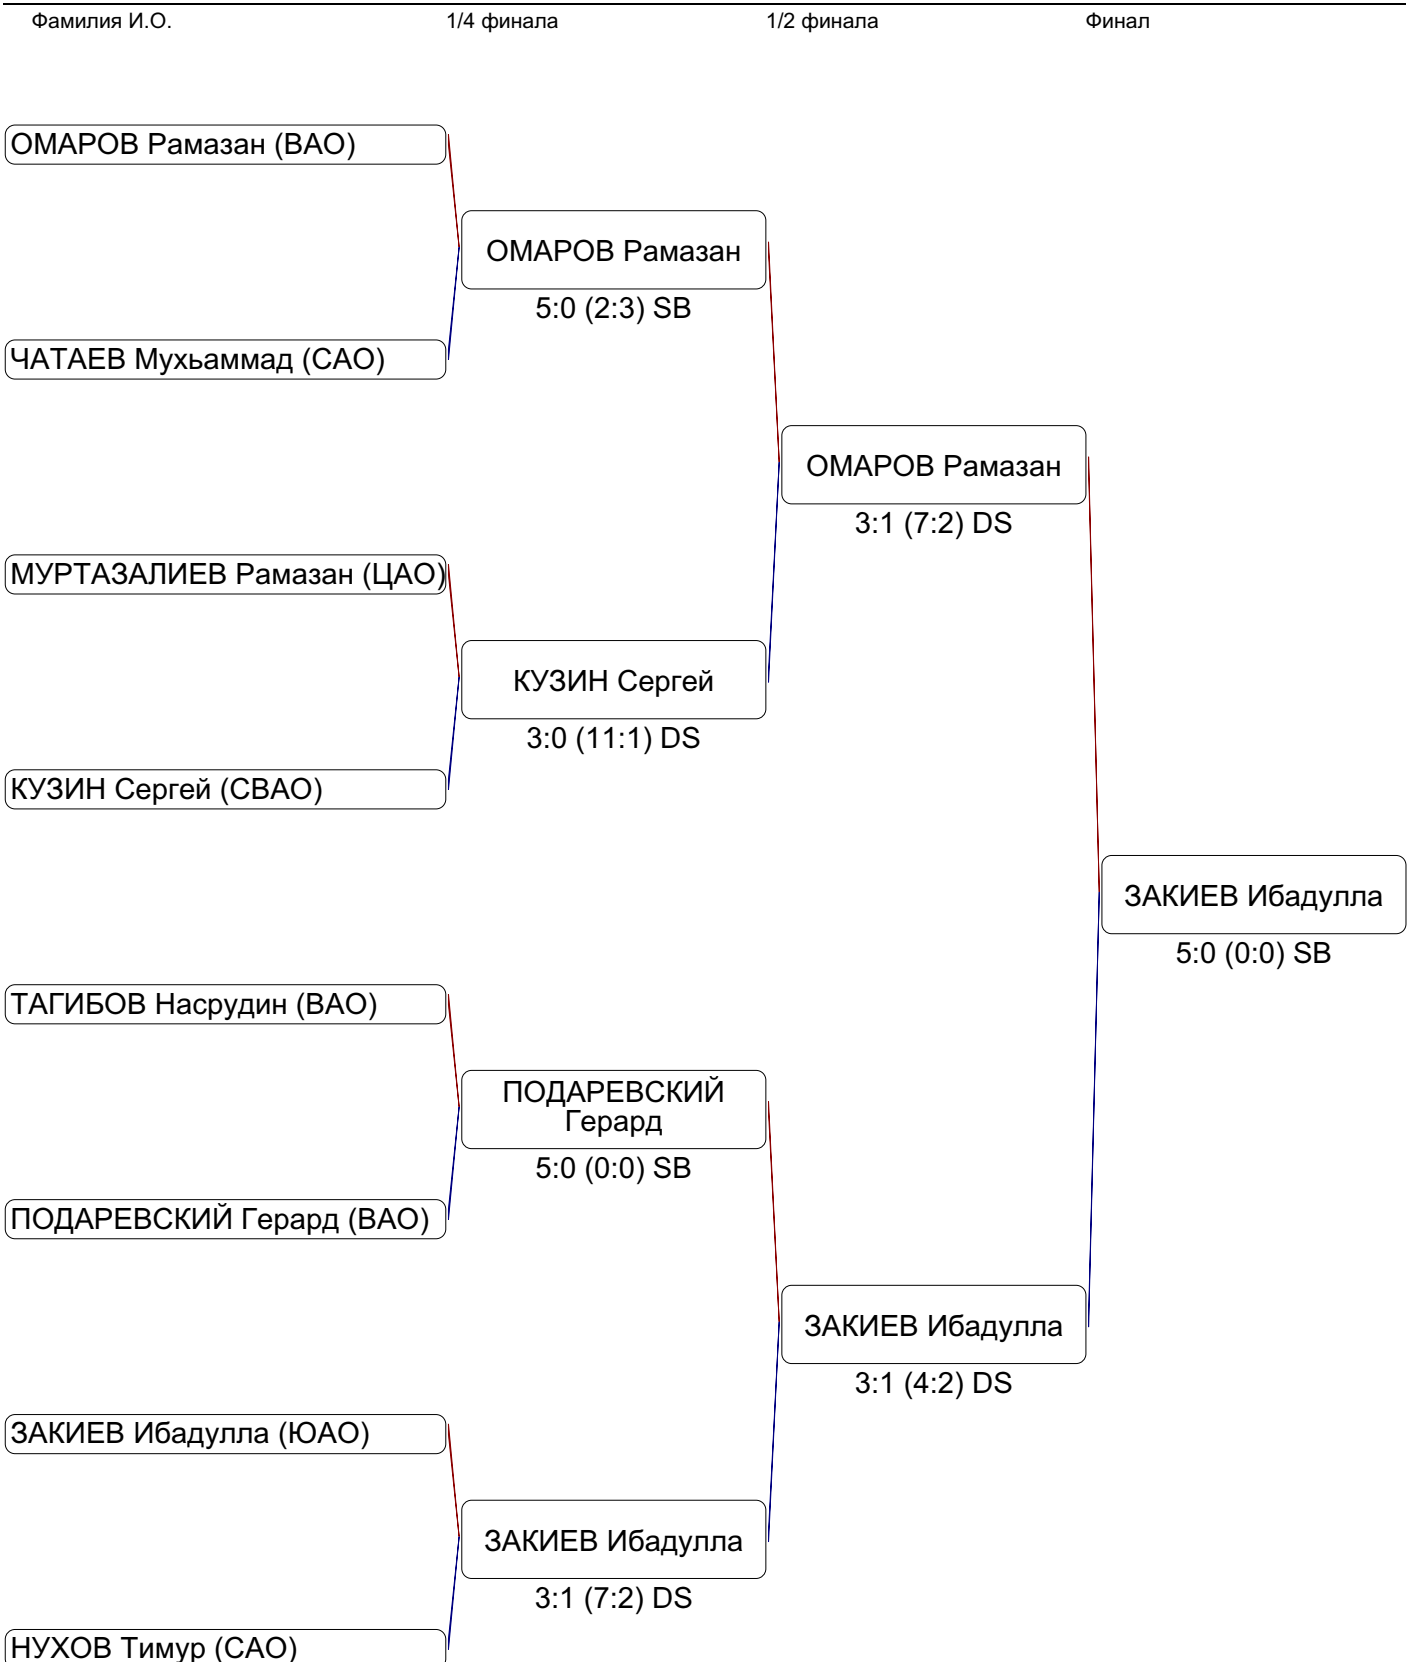 Фамилия И.О. 1/4 финала 1/2 финала Финал
ОМАРОВ Рамазан (ВАО)
ОМАРОВ Рамазан
5:0 (2:3) SB
ЧАТАЕВ Мухьаммад (САО)
ОМАРОВ Рамазан
3:1 (7:2) DS
МУРТАЗАЛИЕВ Рамазан (ЦАО)
КУЗИН Сергей
3:0 (11:1) DS
КУЗИН Сергей (СВАО)
ЗАКИЕВ Ибадулла
5:0 (0:0) SB
ТАГИБОВ Насрудин (ВАО)
ПОДАРЕВСКИЙ
Герард
5:0 (0:0) SB
ПОДАРЕВСКИЙ Герард (ВАО)
ЗАКИЕВ Ибадулла
3:1 (4:2) DS
ЗАКИЕВ Ибадулла (ЮАО)
ЗАКИЕВ Ибадулла
3:1 (7:2) DS
НУХОВ Тимур (САО)